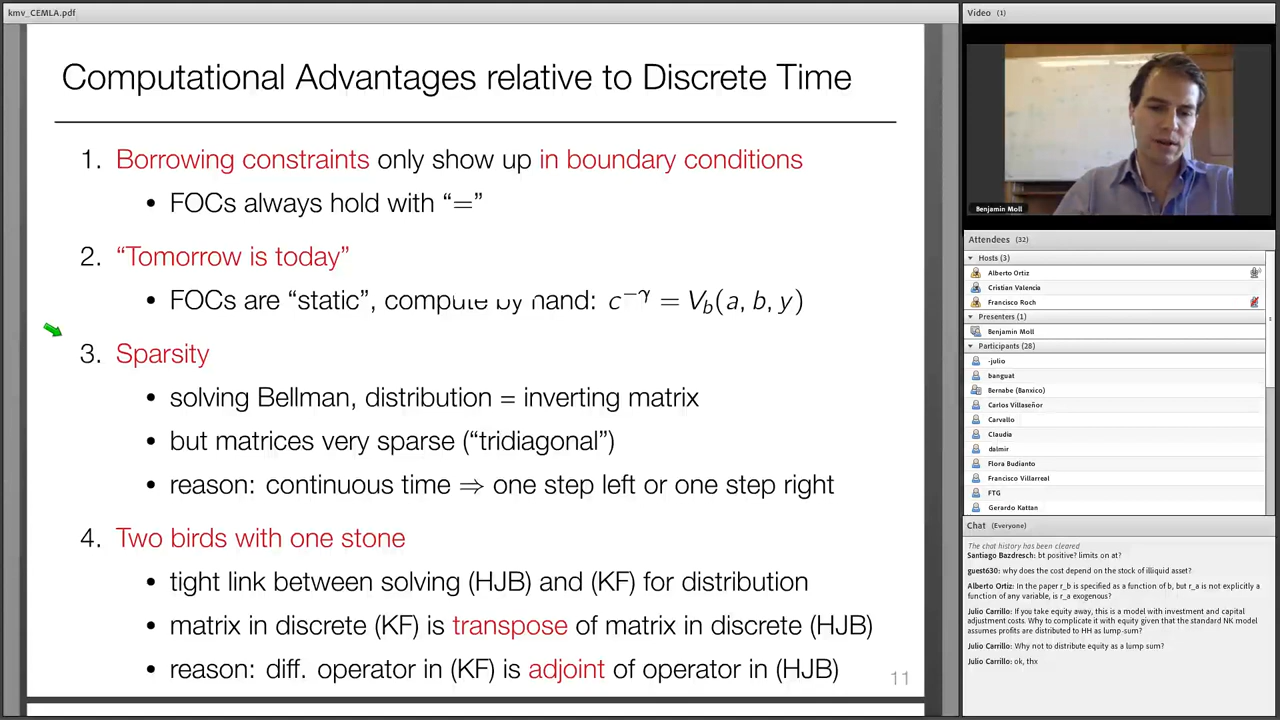 kmv_CEMLA.pdf
Computational Advantages relative to Discrete Time
1. Borrowing constraints only show up in boundary conditions
• FOCs always hold with “=”
2. “Tomorrow is today”
• FOCs are “static”, compute by hand: c^{−γ} = V_b(a, b, y)
3. Sparsity
• solving Bellman, distribution = inverting matrix
• but matrices very sparse (“tridiagonal”)
• reason: continuous time ⇒ one step left or one step right
4. Two birds with one stone
• tight link between solving (HJB) and (KF) for distribution
• matrix in discrete (KF) is transpose of matrix in discrete (HJB)
• reason: diff. operator in (KF) is adjoint of operator in (HJB)
11
Video (1)
Benjamin Moll
Attendees (32)
Hosts (3)
Alberto Ortiz
Cristian Valencia
Francisco Roch
Presenters (1)
Benjamin Moll
Participants (28)
-julio
banguat
Bernabe (Banxico)
Carlos Villaseñor
Carvallo
Claudia
dalmir
Flora Budianto
Francisco Villarreal
FTG
Gerardo Kattan
Chat (Everyone)
The chat history has been cleared
Santiago Bazdresch: bt positive? limits on at?
guest630: why does the cost depend on the stock of illiquid asset?
Alberto Ortiz: In the paper r_b is specified as a function of b, but r_a is not explicitly a
function of any variable, is r_a exogenous?
Julio Carrillo: If you take equity away, this is a model with investment and capital
adjustment costs. Why to complicate it with equity given that the standard NK model
assumes profits are distributed to HH as lump-sum?
Julio Carrillo: Why not to distribute equity as a lump sum?
Julio Carrillo: ok, thx